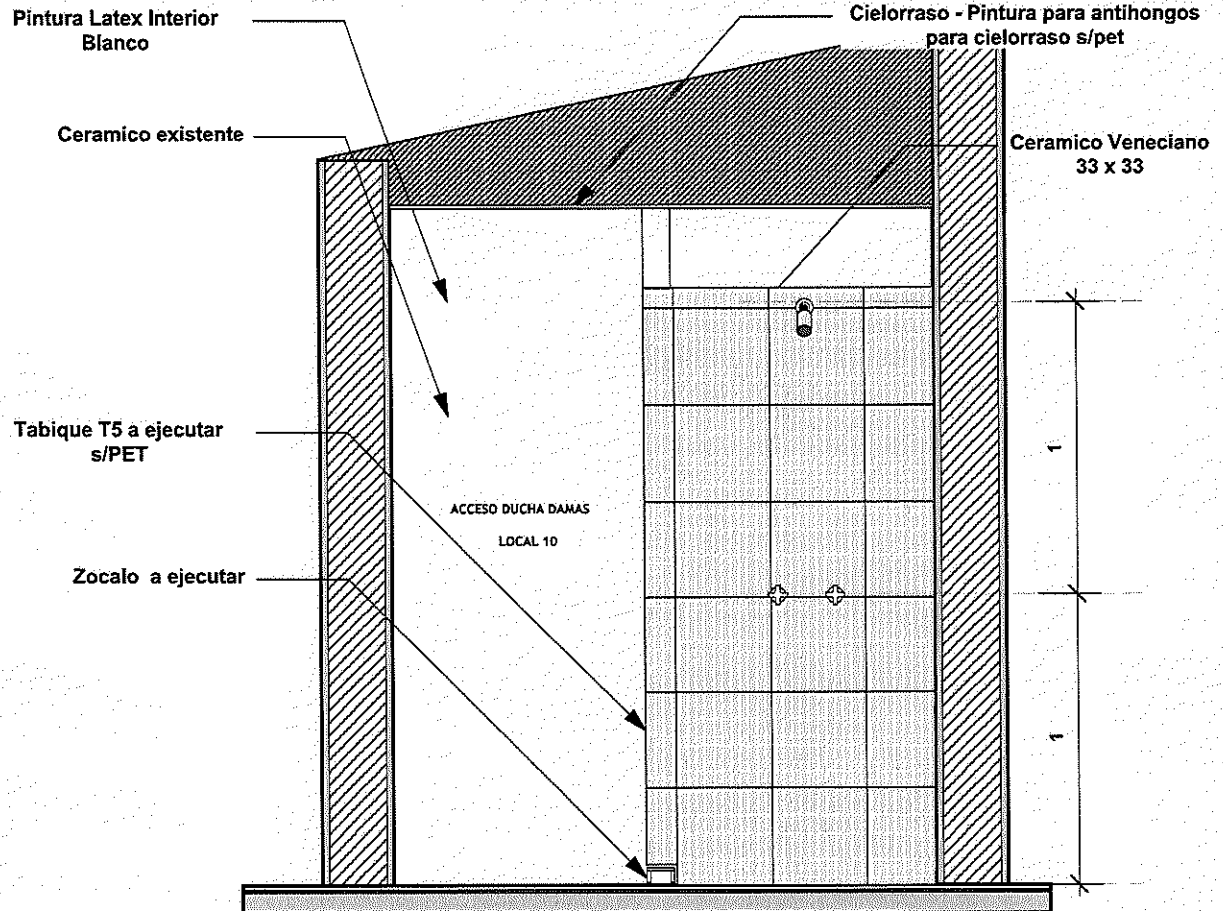 Pintura Latex Interior
Blanco
Cielorraso - Pintura para antihongos
para cielorraso s/pet
Ceramico existente
Ceramico Veneciano
33 x 33
Tabique T5 a ejecutar
s/PET
ACCESO DUCHA DAMAS
LOCAL 10
Zocalo a ejecutar
1
1